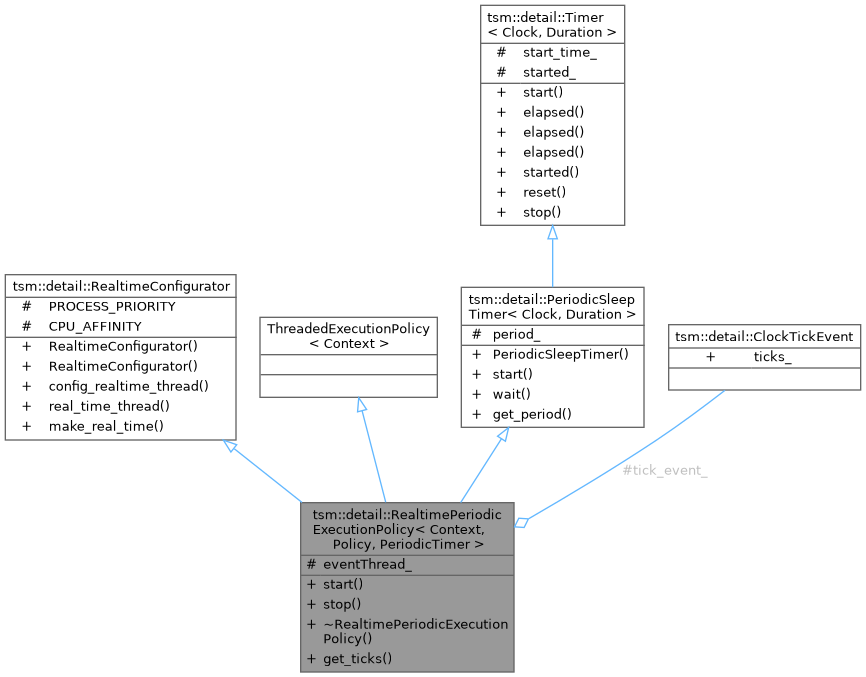 tsm::detail::Timer
< Clock, Duration >
# start_time_
# started_
+ start()
+ elapsed()
+ elapsed()
+ elapsed()
+ started()
+ reset()
+ stop()
tsm::detail::RealtimeConfigurator
# PROCESS_PRIORITY
# CPU_AFFINITY
+ RealtimeConfigurator()
+ RealtimeConfigurator()
+ config_realtime_thread()
+ real_time_thread()
+ make_real_time()
ThreadedExecutionPolicy
< Context >
tsm::detail::PeriodicSleep
Timer< Clock, Duration >
# period_
+ PeriodicSleepTimer()
+ start()
+ wait()
+ get_period()
tsm::detail::ClockTickEvent
+ ticks_
#tick_event_
tsm::detail::RealtimePeriodic
ExecutionPolicy< Context,
Policy, PeriodicTimer >
# eventThread_
+ start()
+ stop()
+ ~RealtimePeriodicExecution
Policy()
+ get_ticks()